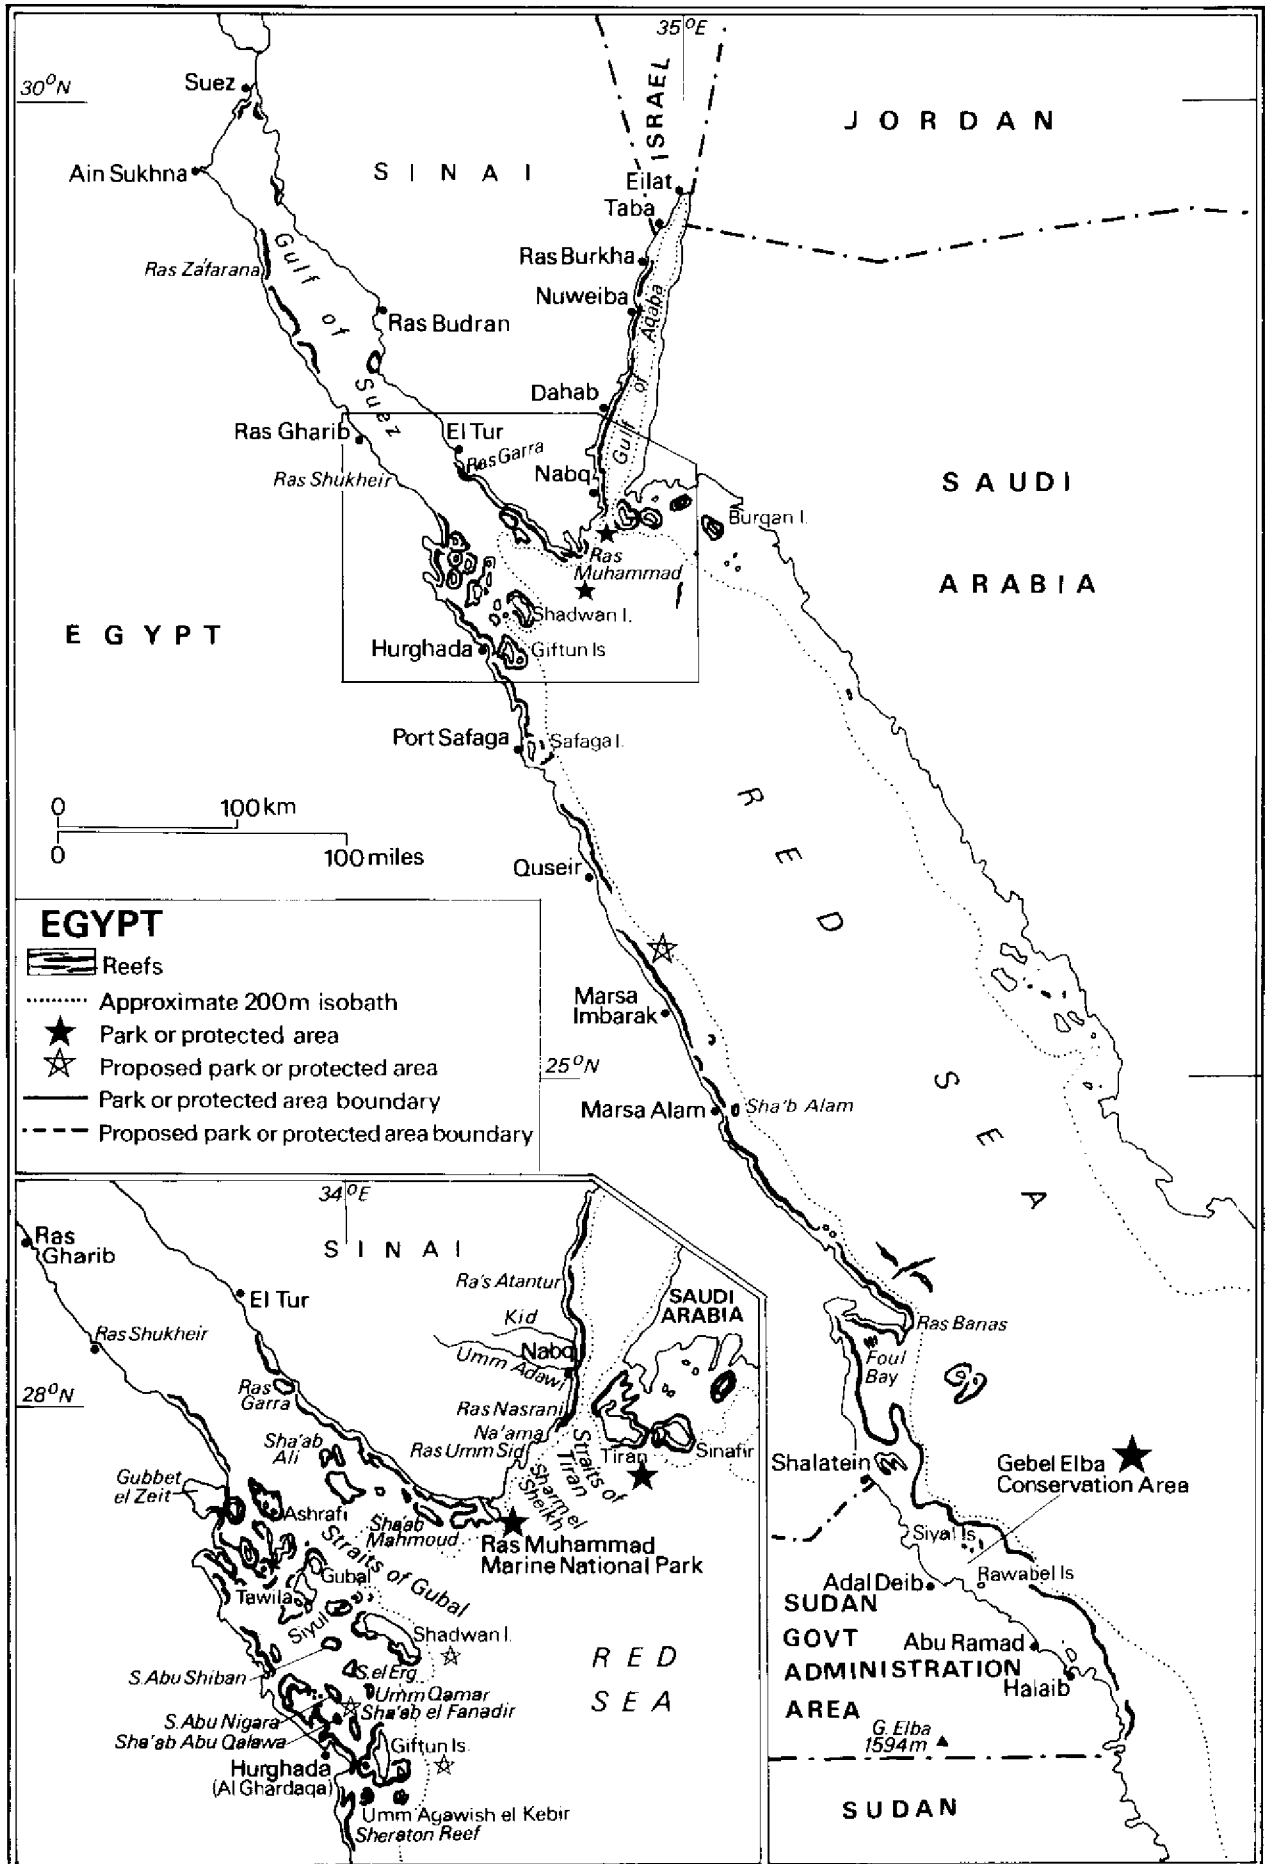 35°E
30°N
Suez
ISRAEL
JORDAN
Ain Sukhna
SINAI
Eilat
Taba
Ras Za'farana
Gulf of Suez
Ras Burkha
Nuweiba
Gulf of Aqaba
Ras Budran
Dahab
Ras Gharib
El Tur
Ras Garra
Ras Shukheir
Nabq
SAUDI
ARABIA
Burqan I.
Ras
Muhammad
Shadwan I.
EGYPT
Hurghada
Giftun Is
Port Safaga
Safaga I.
RED SEA
0 100 km
0 100 miles
Quseir
EGYPT
Reefs
Approximate 200m isobath
Park or protected area
Proposed park or protected area
Park or protected area boundary
Proposed park or protected area boundary
Marsa
Imbarak
25°N
Marsa Alam
Sha'b Alam
Ras Banas
Foul
Bay
Shalatein
Gebel Elba
Conservation Area
Siyal Is
Rawabel Is
Adal Deib
SUDAN
GOVT
ADMINISTRATION
AREA
Abu Ramad
Halaib
G. Elba
1594m
SUDAN
34°E
Ras
Gharib
SINAI
Ra's Atantur
SAUDI
ARABIA
El Tur
Kid
Ras Shukheir
Nabq
Umm Adawi
28°N
Ras
Garra
Ras Nasrani
Na'ama
Ras Umm Sid
Sha'ab
Ali
Straits of
Tiran
Tiran
Sinafir
Sharm el
Sheikh
Gubbet
el Zeit
Ashrafi
Sha'ab
Mahmoud
Ras Muhammad
Marine National Park
Straits of Gubal
Gubal
Tawila
Siyul
Shadwan I.
RED
SEA
S. Abu Shiban
S. el Erg
Umm Qamar
Sha'ab el Fanadir
S. Abu Nigara
Sha'ab Abu Qalawa
Giftun Is.
Hurghada
(Al Ghardaqa)
Umm Agawish el Kebir
Sheraton Reef